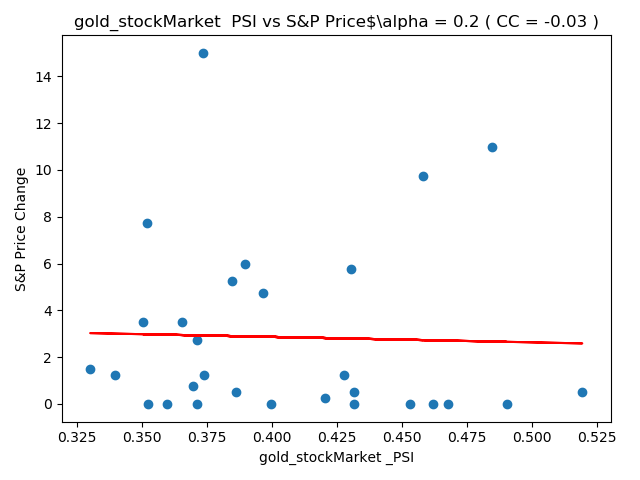 gold_stockMarket  PSI vs S&P Price$\alpha = 0.2 ( CC = -0.03 )
14
12
10
8
6
4
2
0
S&P Price Change
0.325 0.350 0.375 0.400 0.425 0.450 0.475 0.500 0.525
gold_stockMarket _PSI